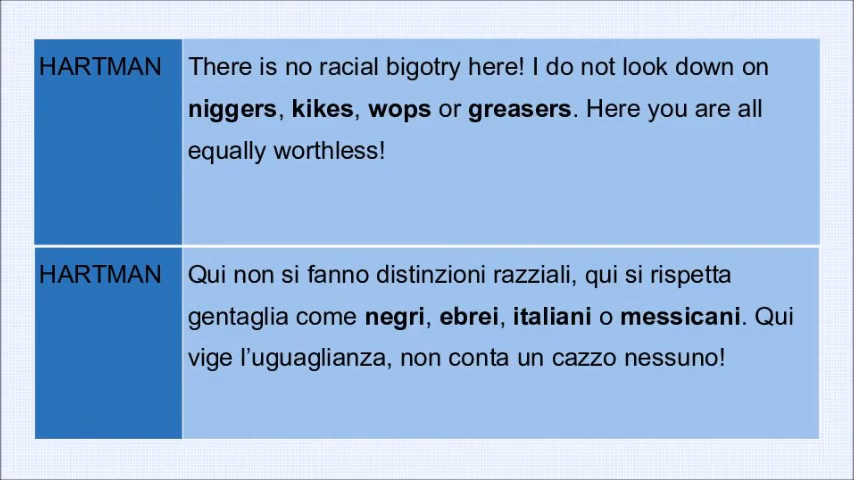 HARTMAN
There is no racial bigotry here! I do not look down on
niggers, kikes, wops or greasers. Here you are all
equally worthless!
HARTMAN
Qui non si fanno distinzioni razziali, qui si rispetta
gentaglia come negri, ebrei, italiani o messicani. Qui
vige l’uguaglianza, non conta un cazzo nessuno!